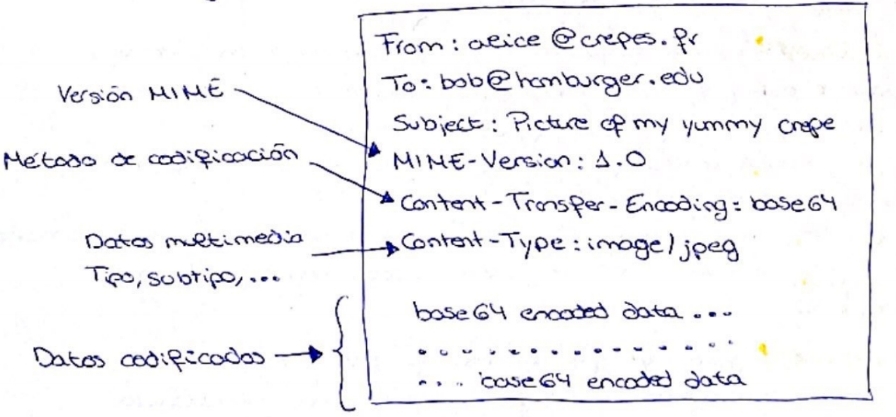 From: alice@crepes.fr
To: bob@hamburger.edu
Subject: Picture of my yummy crepe
Versión MIME
MIME-Version: 1.0
Método de codificación
Content-Transfer-Encoding: base64
Datos multimedia
Tipo, subtipo, ...
Content-Type: image/jpeg
base64 encoded data ...
. . . . . . . . . . . . . .
Datos codificados
... base64 encoded data